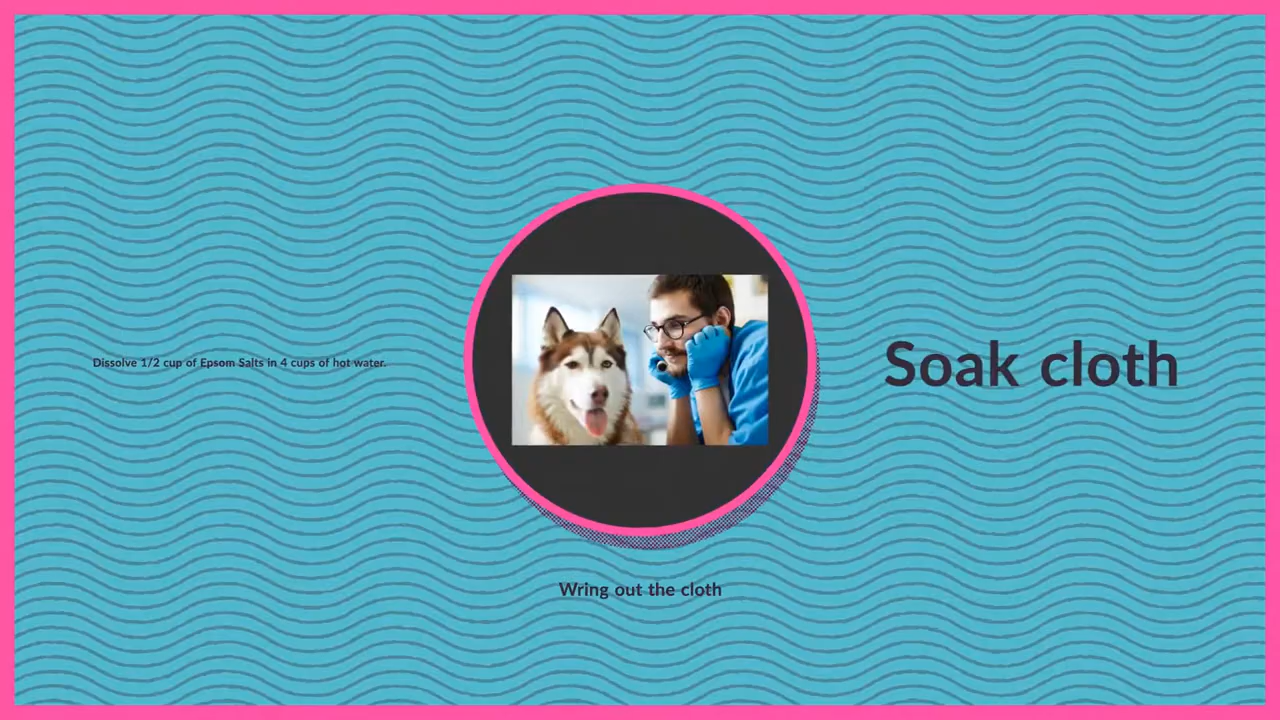 Dissolve 1/2 cup of Epsom Salts in 4 cups of hot water.
Soak cloth
Wring out the cloth